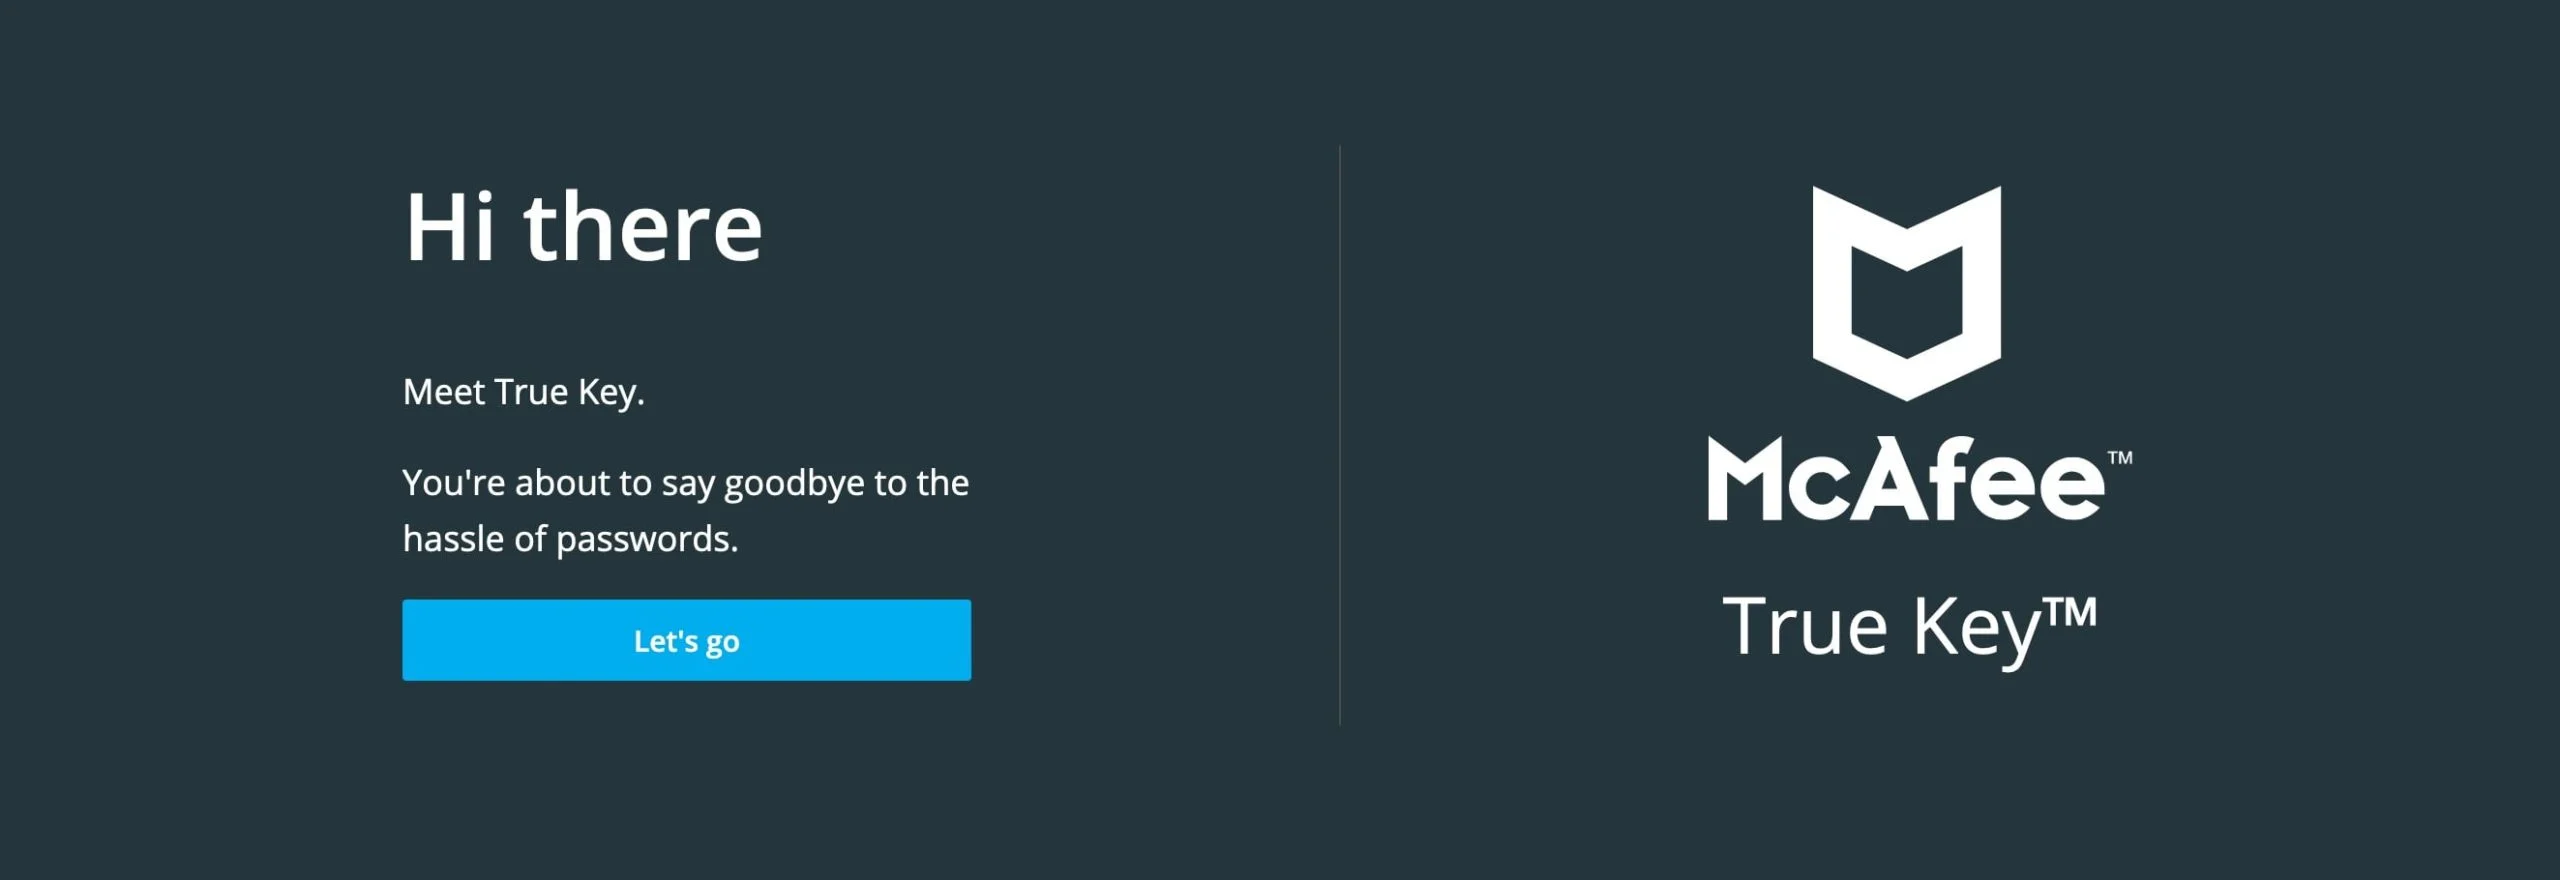 Hi there
Meet True Key.
You're about to say goodbye to the
hassle of passwords.
Let's go
McAfee™
True Key™